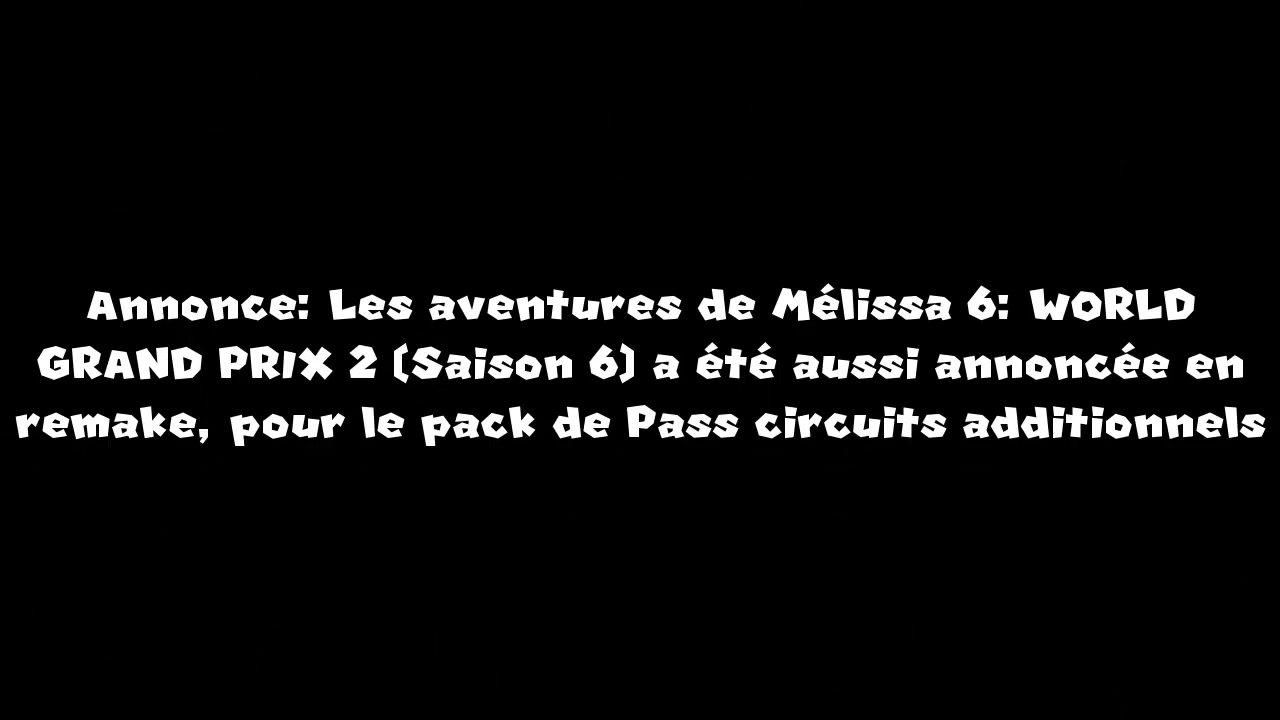 Annonce: Les aventures de Mélissa 6: WORLD
GRAND PRIX 2 (Saison 6) a été aussi annoncée en
remake, pour le pack de Pass circuits additionnels